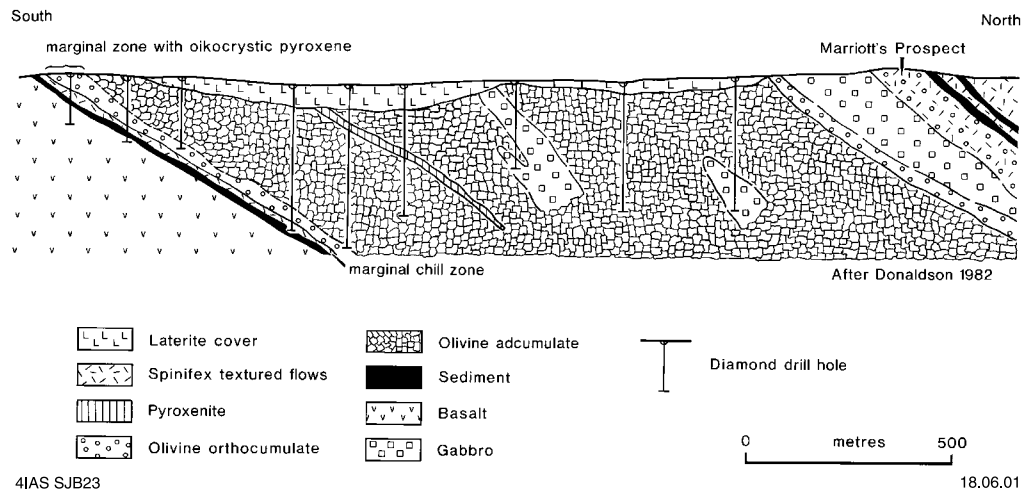 South
North
marginal zone with oikocrystic pyroxene
Marriott's Prospect
marginal chill zone
After Donaldson 1982
Laterite cover
Spinifex textured flows
Pyroxenite
Olivine orthocumulate
Olivine adcumulate
Sediment
Basalt
Gabbro
Diamond drill hole
0 metres 500
4IAS SJB23
18.06.01